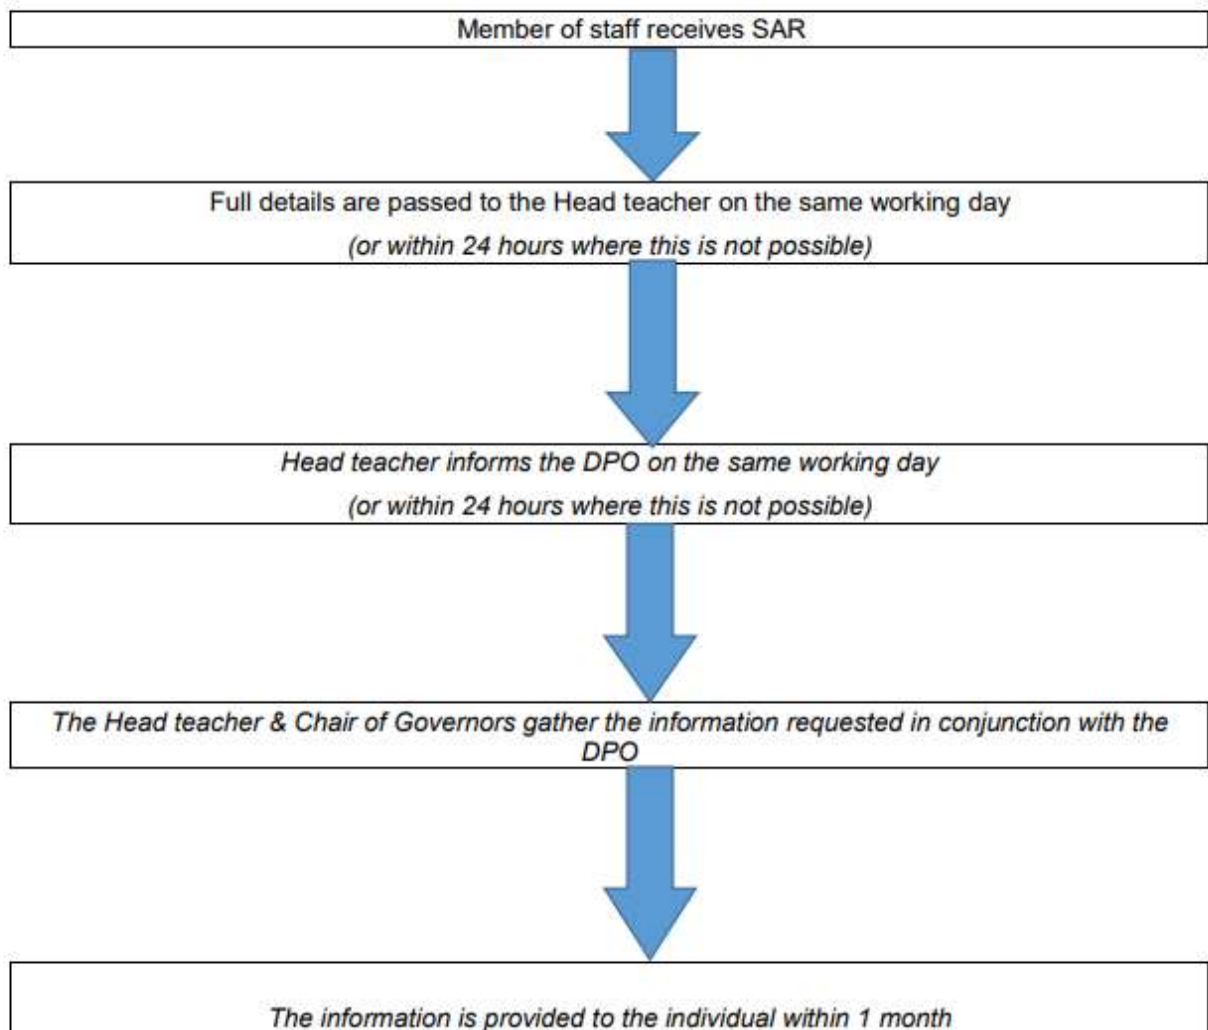 Member of staff receives SAR
Full details are passed to the Head teacher on the same working day
(or within 24 hours where this is not possible)
Head teacher informs the DPO on the same working day
(or within 24 hours where this is not possible)
The Head teacher & Chair of Governors gather the information requested in conjunction with the
DPO
The information is provided to the individual within 1 month